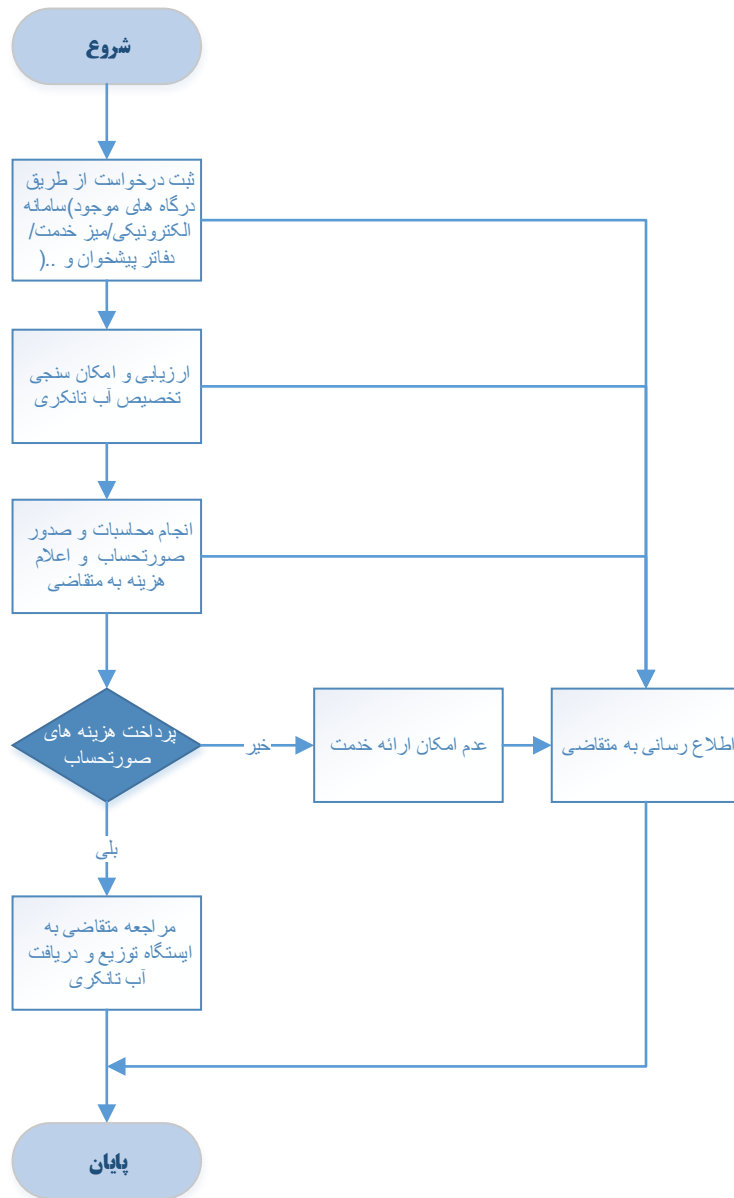 شروع
ثبت درخواست از طریق
درگاه های موجود)سامانه
الکترونیکی/میز خدمت/
دفاتر پیشخوان و ..(
ارزیابی و امکان سنجی
تخصیص آب تانکری
انجام محاسبات و صدور
صورتحساب و اعلام
هزینه به متقاضی
پرداخت هزینه های
صورتحساب
خیر
عدم امکان ارائه خدمت
اطلاع رسانی به متقاضی
بلی
مراجعه متقاضی به
ایستگاه توزیع و دریافت
آب تانکری
پایان